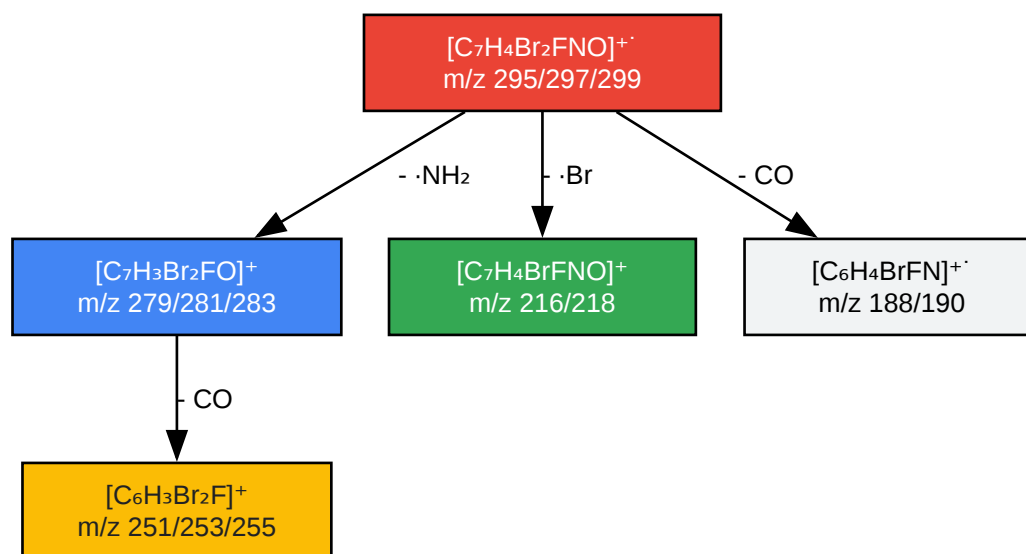 [C₇H₄Br₂FNO]⁺˙
m/z 295/297/299
- ·NH₂
- ·Br
- CO
[C₇H₃Br₂FO]⁺
m/z 279/281/283
[C₇H₄BrFNO]⁺
m/z 216/218
[C₆H₄BrFN]⁺˙
m/z 188/190
- CO
[C₆H₃Br₂F]⁺
m/z 251/253/255